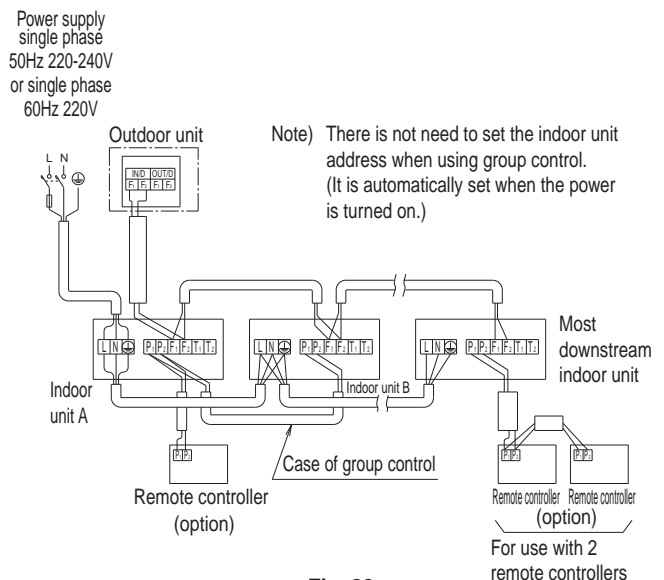 Power supply
single phase
50Hz 220-240V
or single phase
60Hz 220V
Outdoor unit
Note) There is not need to set the indoor unit
address when using group control.
(It is automatically set when the power
is turned on.)
L N
IN/D OUT/D
F₁ F₂ F₁ F₂
L N P₁ P₂ F₁ F₂ T₁ T₂
L N P₁ P₂ F₁ F₂ T₁ T₂
L N P₁ P₂ F₁ F₂ T₁ T₂
Most
downstream
indoor unit
Indoor
unit A
Indoor unit B
P₁ P₂
Case of group control
Remote controller
(option)
P₁ P₂
P₁ P₂
Remote controller Remote controller
(option)
For use with 2
remote controllers